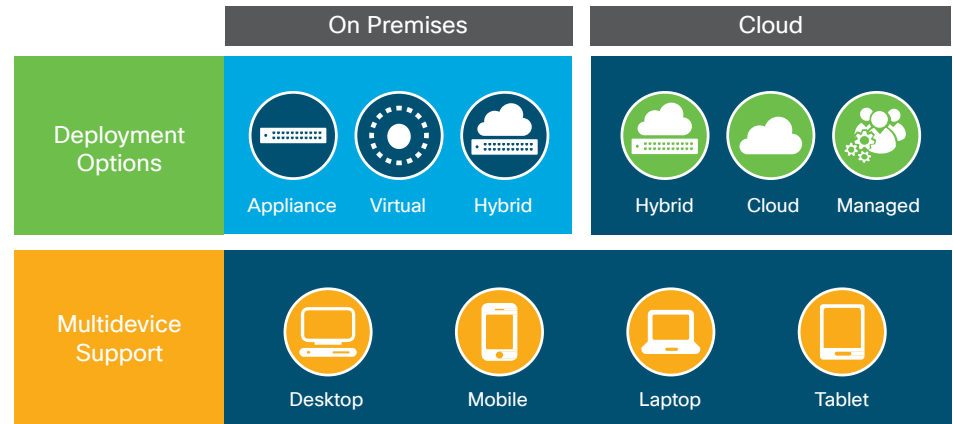 On Premises
Cloud
Deployment
Options
Appliance
Virtual
Hybrid
Hybrid
Cloud
Managed
Multidevice
Support
Desktop
Mobile
Laptop
Tablet